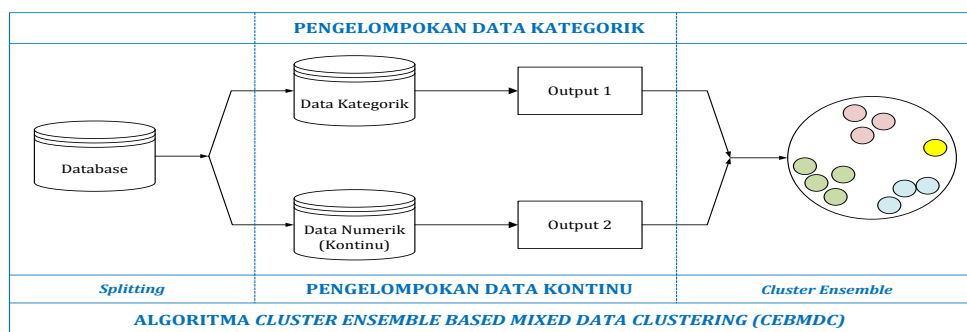 PENGELOMPOKAN DATA KATEGORIK
Database
Data Kategorik
Output 1
Data Numerik
(Kontinu)
Output 2
Splitting
PENGELOMPOKAN DATA KONTINU
Cluster Ensemble
ALGORITMA CLUSTER ENSEMBLE BASED MIXED DATA CLUSTERING (CEBMDC)